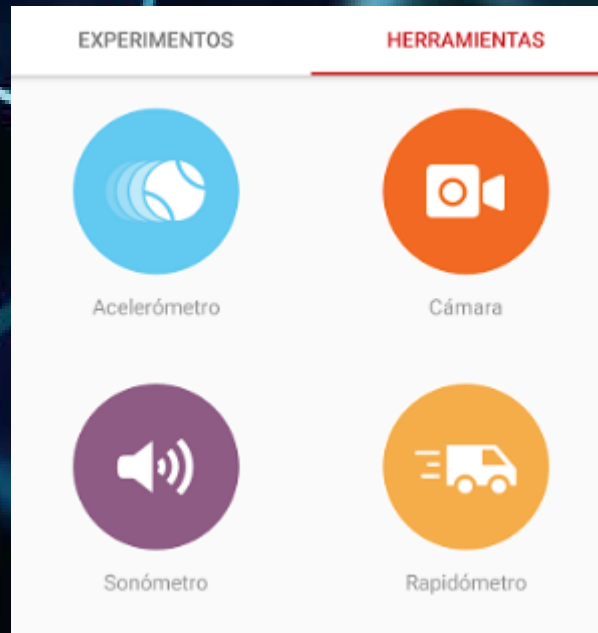 EXPERIMENTOS HERRAMIENTAS
Acelerómetro Cámara
Sonómetro Rapidómetro